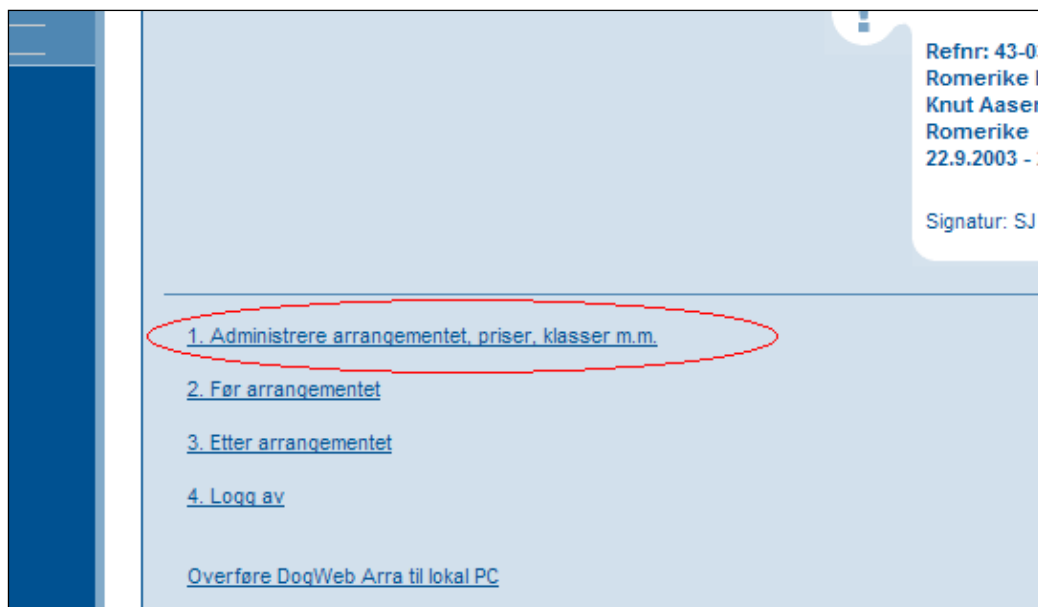 Refnr: 43-0
Romerike
Knut Aasen
Romerike
22.9.2003 -
Signatur: SJ
1. Administrere arrangementet, priser, klasser m.m.
2. Før arrangementet
3. Etter arrangementet
4. Logg av
Overføre DogWeb Arra til lokal PC